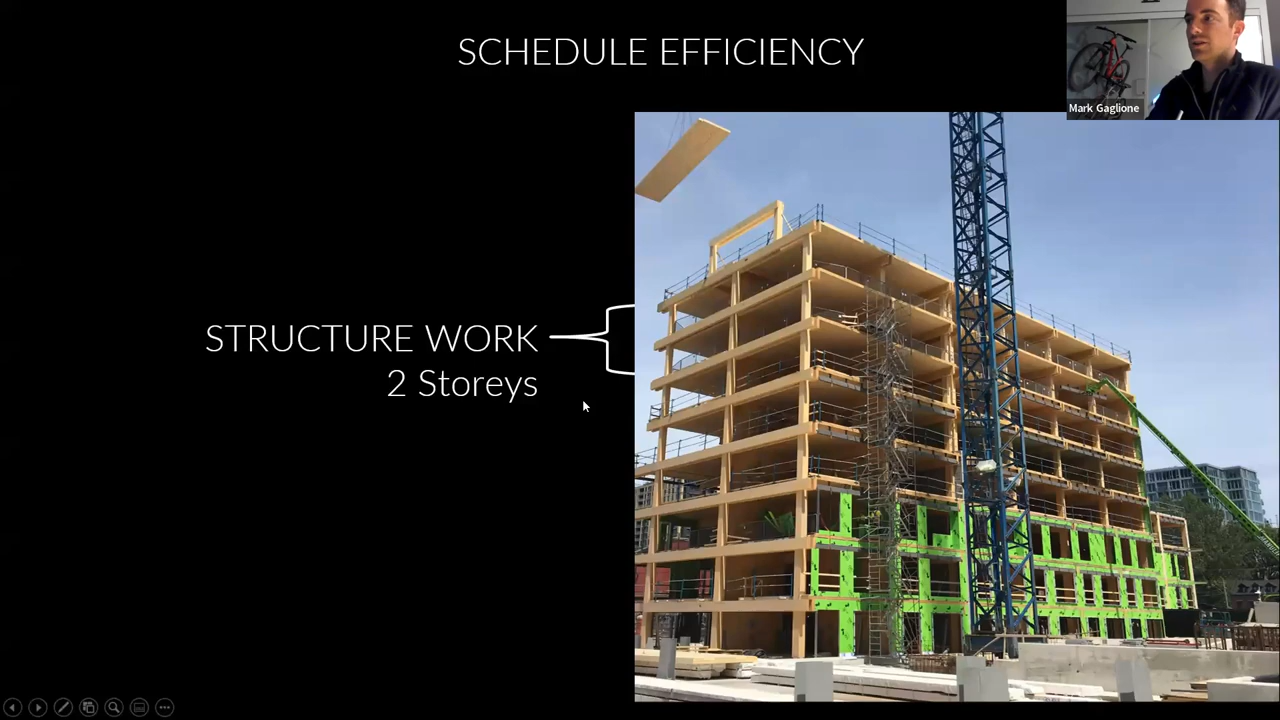 SCHEDULE EFFICIENCY
Mark Gaglione
STRUCTURE WORK
2 Storeys